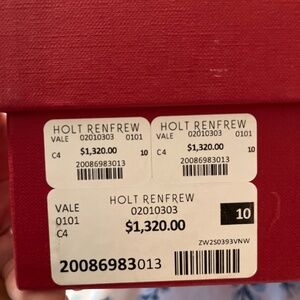 HOLT RENFREW
VALE 02010303 0101
$1,320.00
C4 10
20086983013
HOLT RENFREW
VALE 02010303 0101
$1,320.00
C4 10
20086983013
HOLT RENFREW
VALE 02010303
0101 $1,320.00 10
C4
ZW2S0393VNW
20086983013